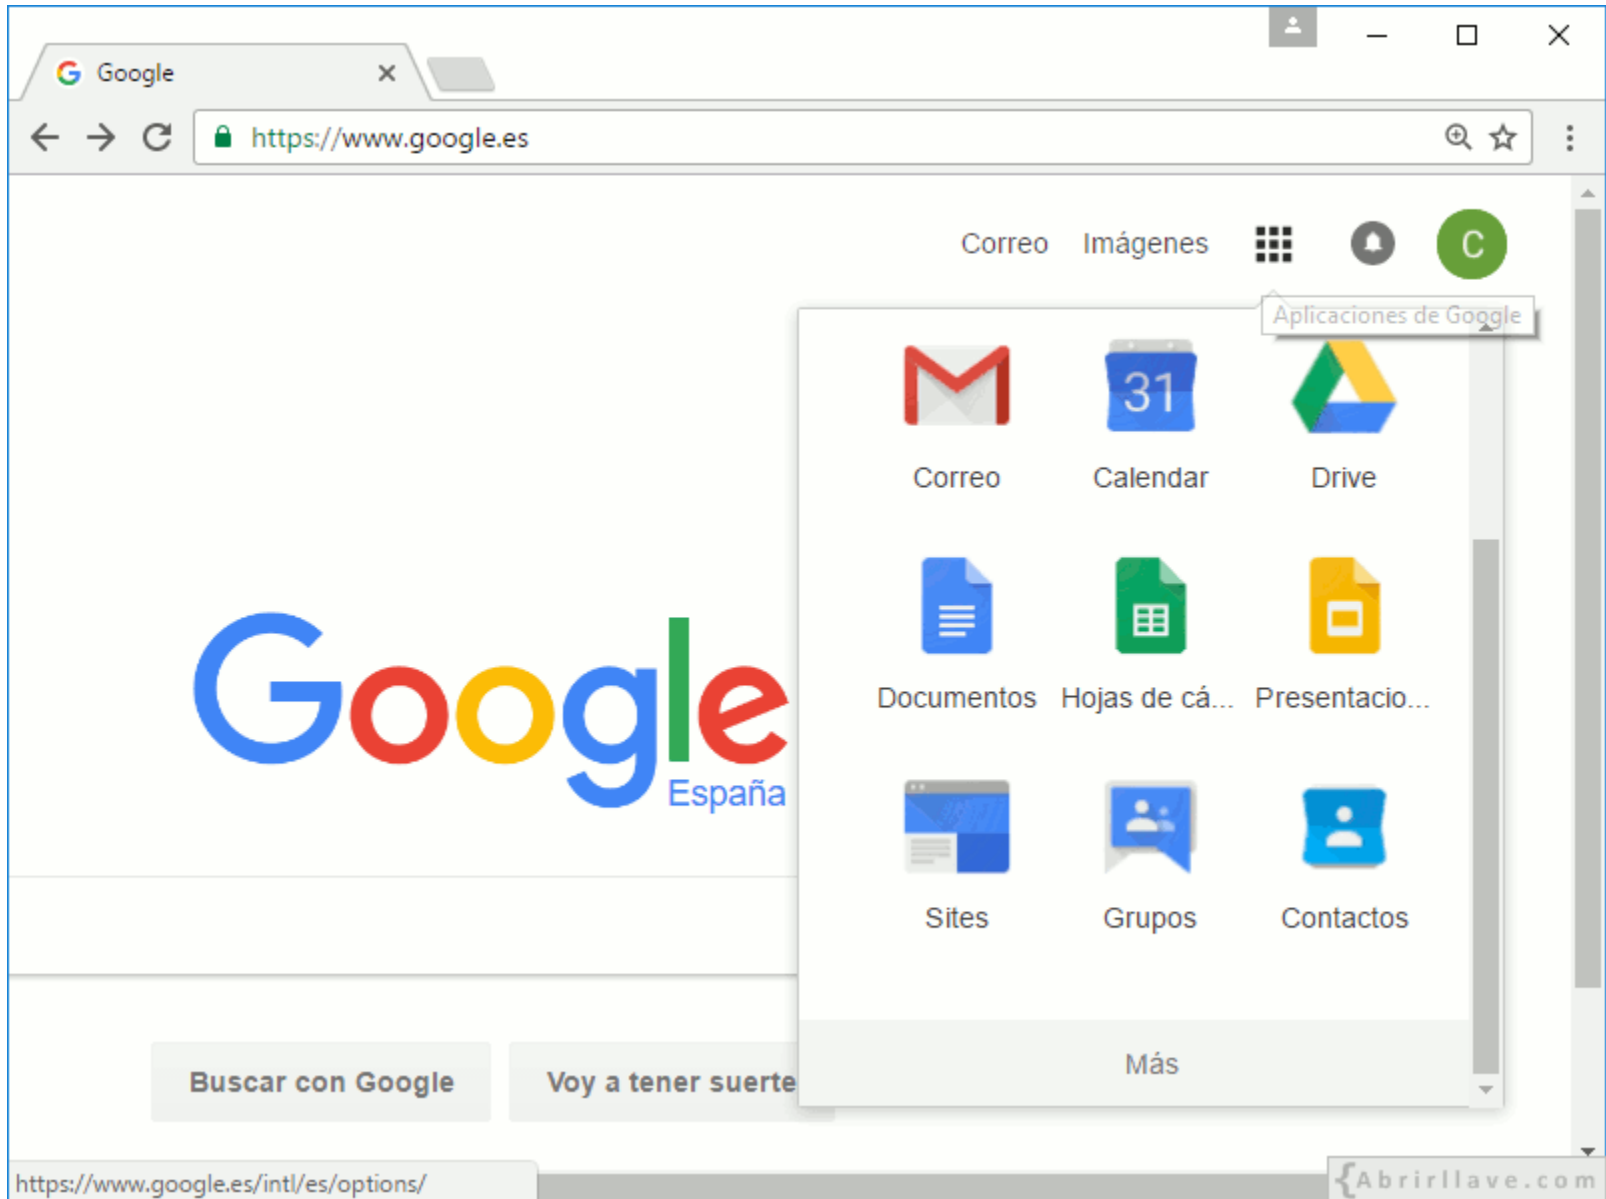 Google
https://www.google.es
Correo Imágenes C
Aplicaciones de Google
31
Correo Calendar Drive
Documentos Hojas de cá... Presentacio...
Google
España
Sites Grupos Contactos
Más
Buscar con Google Voy a tener suerte
https://www.google.es/intl/es/options/
{Abrirllave.com